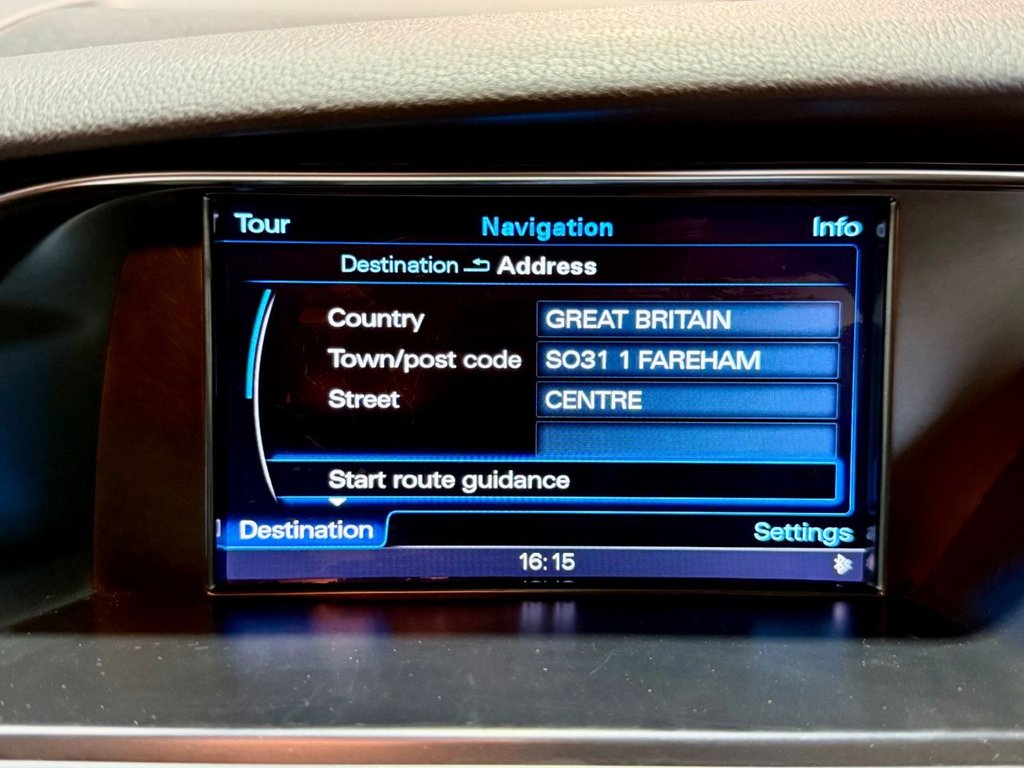 Tour Navigation Info
Destination Address
Country GREAT BRITAIN
Town/post code SO31 1 FAREHAM
Street CENTRE
Start route guidance
Destination Settings
16:15